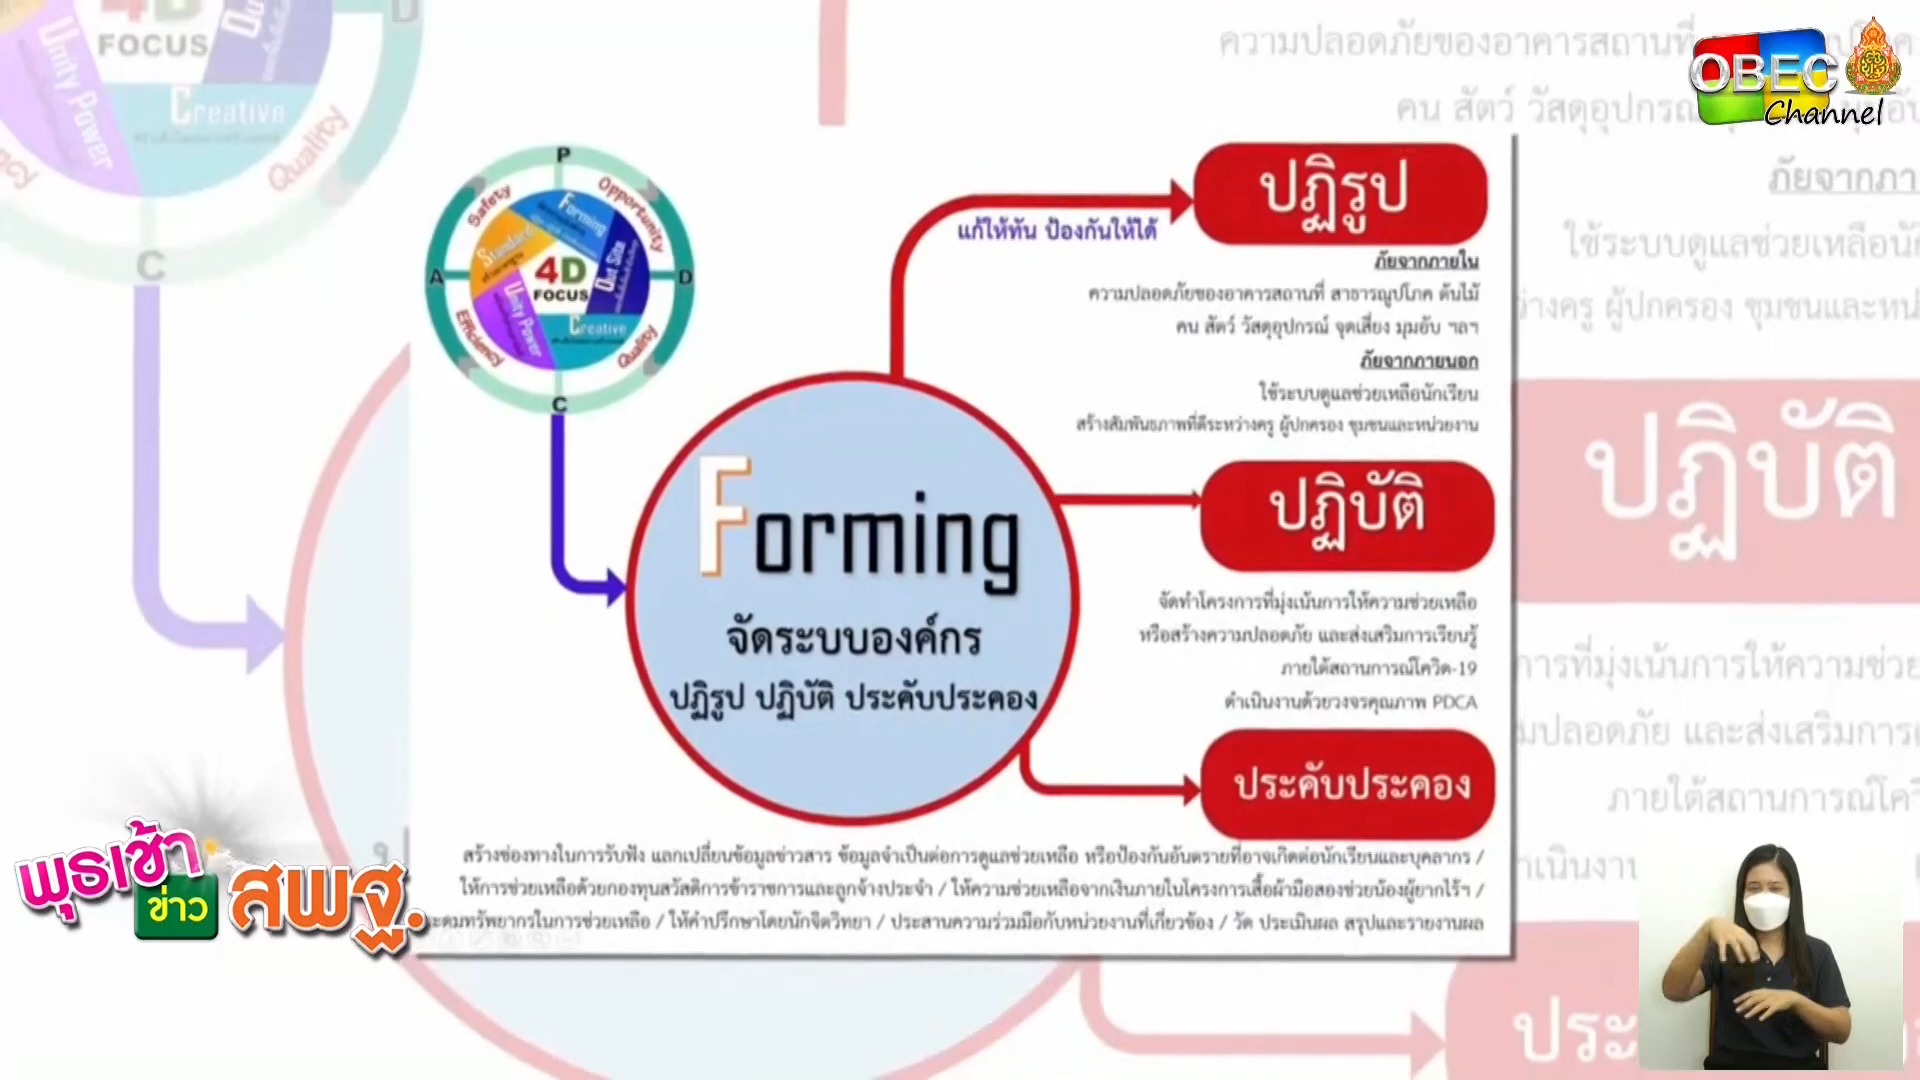 OBEC
Channel
P
A
D
C
Safety
Opportunity
Efficiency
Quality
Forming
Standard
Out Site
Unity Power
Creative
4D
FOCUS
แก้ให้ทัน ป้องกันให้ได้
ปฏิรูป
ภัยจากภายใน
ความปลอดภัยของอาคารสถานที่ สาธารณูปโภค ต้นไม้
คน สัตว์ วัสดุอุปกรณ์ จุดเสี่ยง มุมอับ ฯลฯ
ภัยจากภายนอก
ใช้ระบบดูแลช่วยเหลือนักเรียน
สร้างสัมพันธภาพที่ดีระหว่างครู ผู้ปกครอง ชุมชนและหน่วยงาน
Forming
จัดระบบองค์กร
ปฏิรูป ปฏิบัติ ประคับประคอง
ปฏิบัติ
จัดทำโครงการที่มุ่งเน้นการให้ความช่วยเหลือ
หรือสร้างความปลอดภัย และส่งเสริมการเรียนรู้
ภายใต้สถานการณ์โควิด-19
ดำเนินงานด้วยวงจรคุณภาพ PDCA
ประคับประคอง
สร้างช่องทางในการรับฟัง แลกเปลี่ยนข้อมูลข่าวสาร ข้อมูลจำเป็นต่อการดูแลช่วยเหลือ หรือป้องกันอันตรายที่อาจเกิดต่อนักเรียนและบุคลากร /
ให้การช่วยเหลือด้วยกองทุนสวัสดิการข้าราชการและลูกจ้างประจำ / ให้ความช่วยเหลือจากเงินภายในโครงการเสื้อผ้ามือสองช่วยน้องผู้ยากไร้ฯ /
ะดมทรัพยากรในการช่วยเหลือ / ให้คำปรึกษาโดยนักจิตวิทยา / ประสานความร่วมมือกับหน่วยงานที่เกี่ยวข้อง / วัด ประเมินผล สรุปและรายงานผล
พุธเช้า
ข่าว
สพฐ.